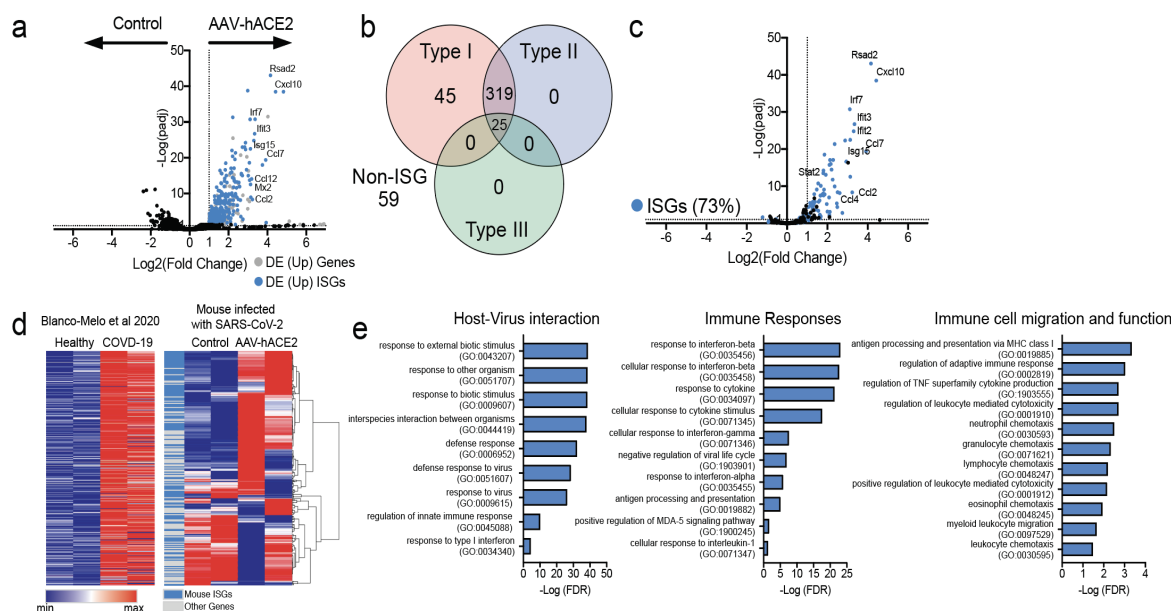 a
Control
AAV-hACE2
50
40
30
20
10
-Log(padj)
-6
-4
-2
0
2
4
6
Log2(Fold Change)
Rsad2
Cxcl10
Irf7
Ifit3
Isg15
Ccl7
Ccl12
Mx2
Ccl2
DE (Up) Genes
DE (Up) ISGs
b
Type I
Type II
45
319
0
25
0
0
Non-ISG
59
0
Type III
c
50
40
30
20
10
-Log(padj)
Rsad2
Cxcl10
Irf7
Ifit3
Ifit2
Ccl7
Isg15
Stat2
Ccl2
Ccl4
ISGs (73%)
-6
-4
-2
0
1
2
4
6
Log2(Fold Change)
d
Blanco-Melo et al 2020
Healthy
COVD-19
Mouse infected
with SARS-CoV-2
Control
AAV-hACE2
min
max
Mouse ISGs
Other Genes
e
Host-Virus interaction
response to external biotic stimulus
(GO:0043207)
response to other organism
(GO:0051707)
response to biotic stimulus
(GO:0009607)
interspecies interaction between organisms
(GO:0044419)
defense response
(GO:0006952)
defense response to virus
(GO:0051607)
response to virus
(GO:0009615)
regulation of innate immune response
(GO:0045088)
response to type I interferon
(GO:0034340)
0 10 20 30 40 50
-Log (FDR)
Immune Responses
response to interferon-beta
(GO:0035456)
cellular response to interferon-beta
(GO:0035458)
response to cytokine
(GO:0034097)
cellular response to cytokine stimulus
(GO:0071345)
cellular response to interferon-gamma
(GO:0071346)
negative regulation of viral life cycle
(GO:1903901)
response to interferon-alpha
(GO:0035455)
antigen processing and presentation
(GO:0019882)
positive regulation of MDA-5 signaling pathway
(GO:1900245)
cellular response to interleukin-1
(GO:0071347)
0 5 10 15 20 25
-Log (FDR)
Immune cell migration and function
antigen processing and presentation via MHC class I
(GO:0019885)
regulation of adaptive immune response
(GO:0002819)
regulation of TNF superfamily cytokine production
(GO:1903555)
regulation of leukocyte mediated cytotoxicity
(GO:0001910)
neutrophil chemotaxis
(GO:0030593)
granulocyte chemotaxis
(GO:0071621)
lymphocyte chemotaxis
(GO:0048247)
positive regulation of leukocyte mediated cytotoxicity
(GO:0001912)
eosinophil chemotaxis
(GO:0048245)
myeloid leukocyte migration
(GO:0097529)
leukocyte chemotaxis
(GO:0030595)
0 1 2 3 4
-Log (FDR)